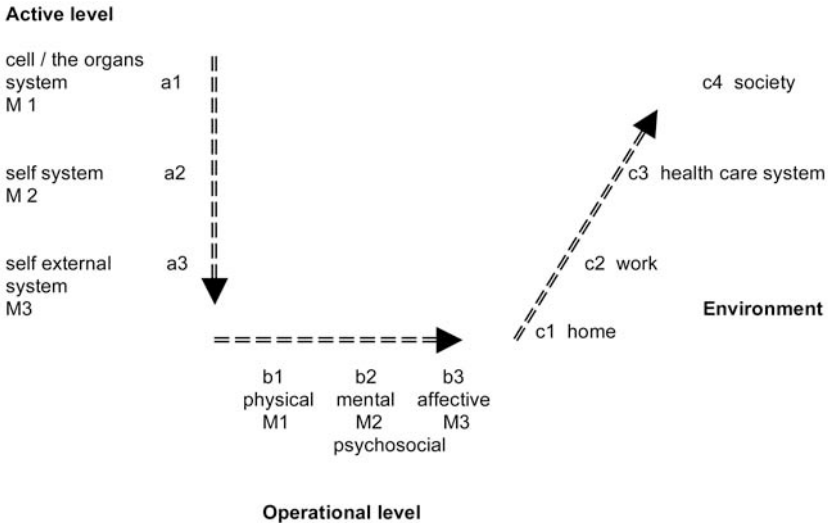 Active level
cell / the organs
system
M 1
a1
self system
M 2
a2
self external
system
M3
a3
b1
physical
M1
b2
mental
M2
b3
affective
M3
psychosocial
Operational level
c4 society
c3 health care system
c2 work
Environment
c1 home